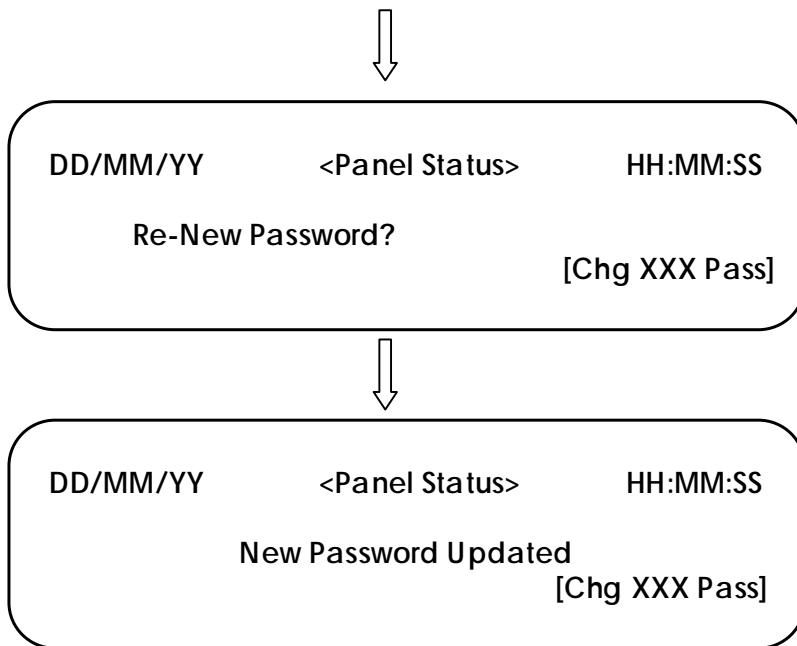 DD/MM/YY <Panel Status> HH:MM:SS
Re-New Password?
[Chg XXX Pass]
DD/MM/YY <Panel Status> HH:MM:SS
New Password Updated
[Chg XXX Pass]